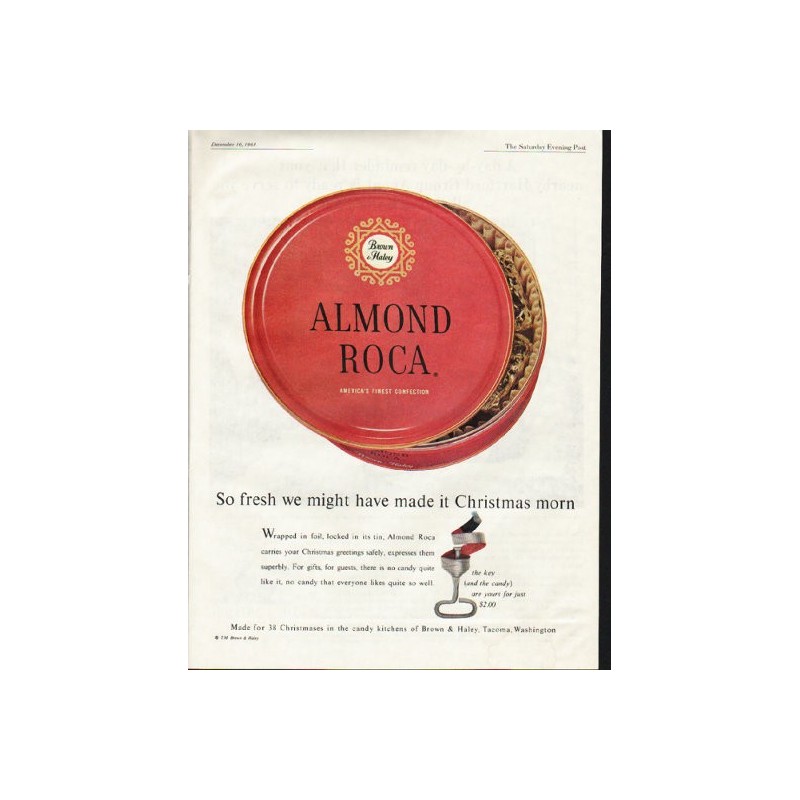 December 16, 1961
The Saturday Evening Post
Brown
& Haley
ALMOND
ROCA®
AMERICA'S FINEST CONFECTION
So fresh we might have made it Christmas morn
Wrapped in foil, locked in its tin, Almond Roca
carries your Christmas greetings safely, expresses them
superbly. For gifts, for guests, there is no candy quite
like it, no candy that everyone likes quite so well.
the key
(and the candy)
are yours for just
$2.00
Made for 38 Christmases in the candy kitchens of Brown & Haley, Tacoma, Washington
® TM Brown & Haley